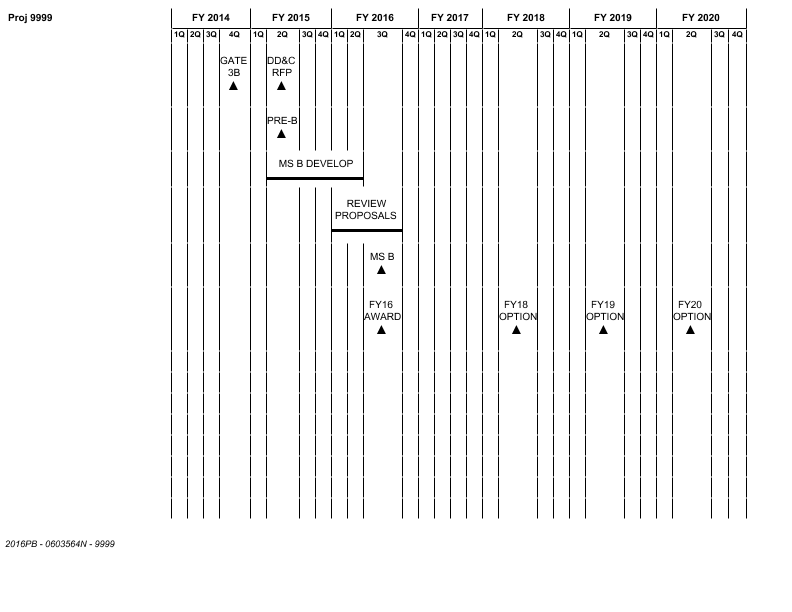 Proj 9999
FY 2014 FY 2015 FY 2016 FY 2017 FY 2018 FY 2019 FY 2020
1Q 2Q 3Q 4Q 1Q 2Q 3Q 4Q 1Q 2Q 3Q 4Q 1Q 2Q 3Q 4Q 1Q 2Q 3Q 4Q 1Q 2Q 3Q 4Q 1Q 2Q 3Q 4Q
GATE DD&C
3B RFP
PRE-B
MS B DEVELOP
REVIEW
PROPOSALS
MS B
FY16 FY18 FY19 FY20
AWARD OPTION OPTION OPTION
2016PB - 0603564N - 9999